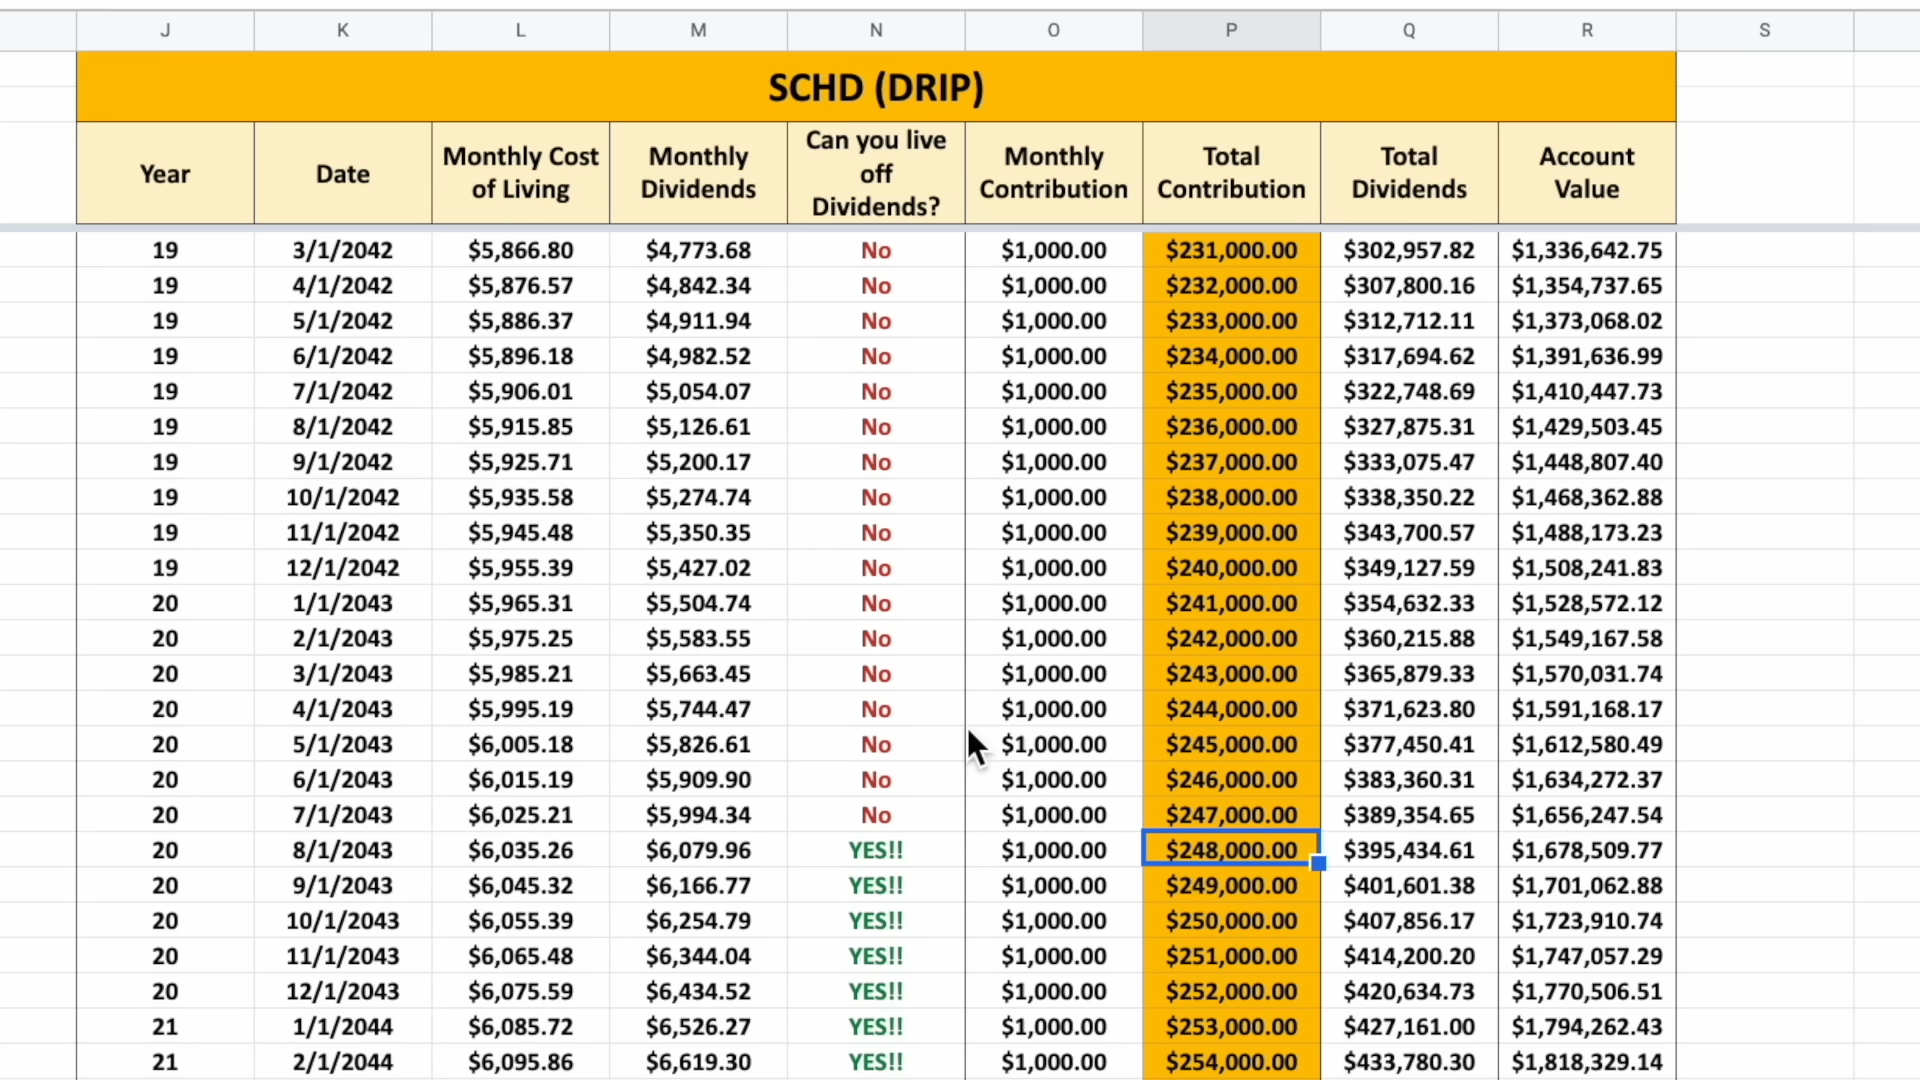 J K L M N O P Q R S
SCHD (DRIP)
Year Date Monthly Cost of Living Monthly Dividends Can you live off Dividends? Monthly Contribution Total Contribution Total Dividends Account Value
19 3/1/2042 $5,866.80 $4,773.68 No $1,000.00 $231,000.00 $302,957.82 $1,336,642.75
19 4/1/2042 $5,876.57 $4,842.34 No $1,000.00 $232,000.00 $307,800.16 $1,354,737.65
19 5/1/2042 $5,886.37 $4,911.94 No $1,000.00 $233,000.00 $312,712.11 $1,373,068.02
19 6/1/2042 $5,896.18 $4,982.52 No $1,000.00 $234,000.00 $317,694.62 $1,391,636.99
19 7/1/2042 $5,906.01 $5,054.07 No $1,000.00 $235,000.00 $322,748.69 $1,410,447.73
19 8/1/2042 $5,915.85 $5,126.61 No $1,000.00 $236,000.00 $327,875.31 $1,429,503.45
19 9/1/2042 $5,925.71 $5,200.17 No $1,000.00 $237,000.00 $333,075.47 $1,448,807.40
19 10/1/2042 $5,935.58 $5,274.74 No $1,000.00 $238,000.00 $338,350.22 $1,468,362.88
19 11/1/2042 $5,945.48 $5,350.35 No $1,000.00 $239,000.00 $343,700.57 $1,488,173.23
19 12/1/2042 $5,955.39 $5,427.02 No $1,000.00 $240,000.00 $349,127.59 $1,508,241.83
20 1/1/2043 $5,965.31 $5,504.74 No $1,000.00 $241,000.00 $354,632.33 $1,528,572.12
20 2/1/2043 $5,975.25 $5,583.55 No $1,000.00 $242,000.00 $360,215.88 $1,549,167.58
20 3/1/2043 $5,985.21 $5,663.45 No $1,000.00 $243,000.00 $365,879.33 $1,570,031.74
20 4/1/2043 $5,995.19 $5,744.47 No $1,000.00 $244,000.00 $371,623.80 $1,591,168.17
20 5/1/2043 $6,005.18 $5,826.61 No $1,000.00 $245,000.00 $377,450.41 $1,612,580.49
20 6/1/2043 $6,015.19 $5,909.90 No $1,000.00 $246,000.00 $383,360.31 $1,634,272.37
20 7/1/2043 $6,025.21 $5,994.34 No $1,000.00 $247,000.00 $389,354.65 $1,656,247.54
20 8/1/2043 $6,035.26 $6,079.96 YES!! $1,000.00 $248,000.00 $395,434.61 $1,678,509.77
20 9/1/2043 $6,045.32 $6,166.77 YES!! $1,000.00 $249,000.00 $401,601.38 $1,701,062.88
20 10/1/2043 $6,055.39 $6,254.79 YES!! $1,000.00 $250,000.00 $407,856.17 $1,723,910.74
20 11/1/2043 $6,065.48 $6,344.04 YES!! $1,000.00 $251,000.00 $414,200.20 $1,747,057.29
20 12/1/2043 $6,075.59 $6,434.52 YES!! $1,000.00 $252,000.00 $420,634.73 $1,770,506.51
21 1/1/2044 $6,085.72 $6,526.27 YES!! $1,000.00 $253,000.00 $427,161.00 $1,794,262.43
21 2/1/2044 $6,095.86 $6,619.30 YES!! $1,000.00 $254,000.00 $433,780.30 $1,818,329.14